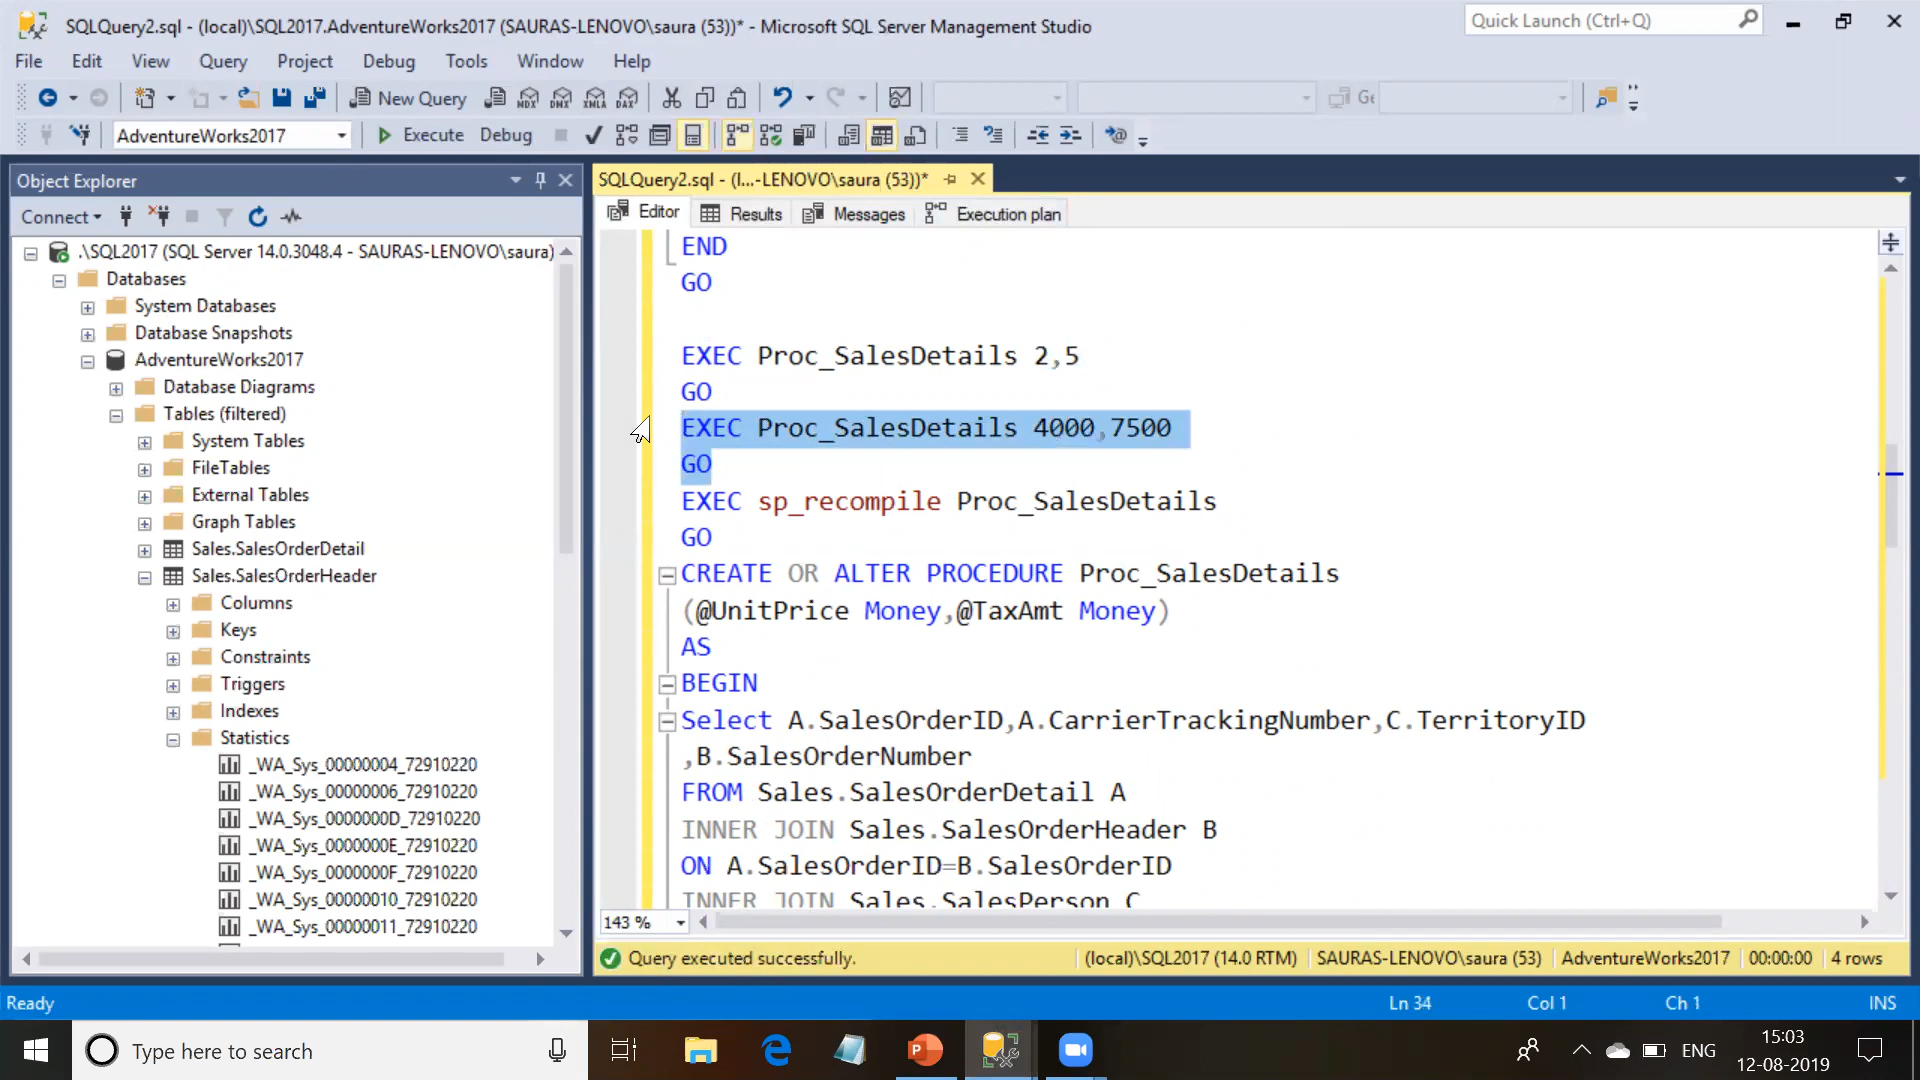 SQLQuery2.sql - (local)\SQL2017.AdventureWorks2017 (SAURAS-LENOVO\saura (53))* - Microsoft SQL Server Management Studio
Quick Launch (Ctrl+Q)
File Edit View Query Project Debug Tools Window Help
New Query MDX DMX XMLA DAX
AdventureWorks2017 Execute Debug
Object Explorer
Connect
.\SQL2017 (SQL Server 14.0.3048.4 - SAURAS-LENOVO\saura)
Databases
System Databases
Database Snapshots
AdventureWorks2017
Database Diagrams
Tables (filtered)
System Tables
FileTables
External Tables
Graph Tables
Sales.SalesOrderDetail
Sales.SalesOrderHeader
Columns
Keys
Constraints
Triggers
Indexes
Statistics
_WA_Sys_00000004_72910220
_WA_Sys_00000006_72910220
_WA_Sys_0000000D_72910220
_WA_Sys_0000000E_72910220
_WA_Sys_0000000F_72910220
_WA_Sys_00000010_72910220
_WA_Sys_00000011_72910220
SQLQuery2.sql - (l...-LENOVO\saura (53))*
Editor Results Messages Execution plan
END
GO
EXEC Proc_SalesDetails 2,5
GO
EXEC Proc_SalesDetails 4000,7500
GO
EXEC sp_recompile Proc_SalesDetails
GO
CREATE OR ALTER PROCEDURE Proc_SalesDetails
(@UnitPrice Money,@TaxAmt Money)
AS
BEGIN
Select A.SalesOrderID,A.CarrierTrackingNumber,C.TerritoryID
,B.SalesOrderNumber
FROM Sales.SalesOrderDetail A
INNER JOIN Sales.SalesOrderHeader B
ON A.SalesOrderID=B.SalesOrderID
INNER JOIN Sales.SalesPerson C
143 %
Query executed successfully.
(local)\SQL2017 (14.0 RTM) SAURAS-LENOVO\saura (53) AdventureWorks2017 00:00:00 4 rows
Ready
Ln 34 Col 1 Ch 1 INS
Type here to search
ENG
15:03
12-08-2019